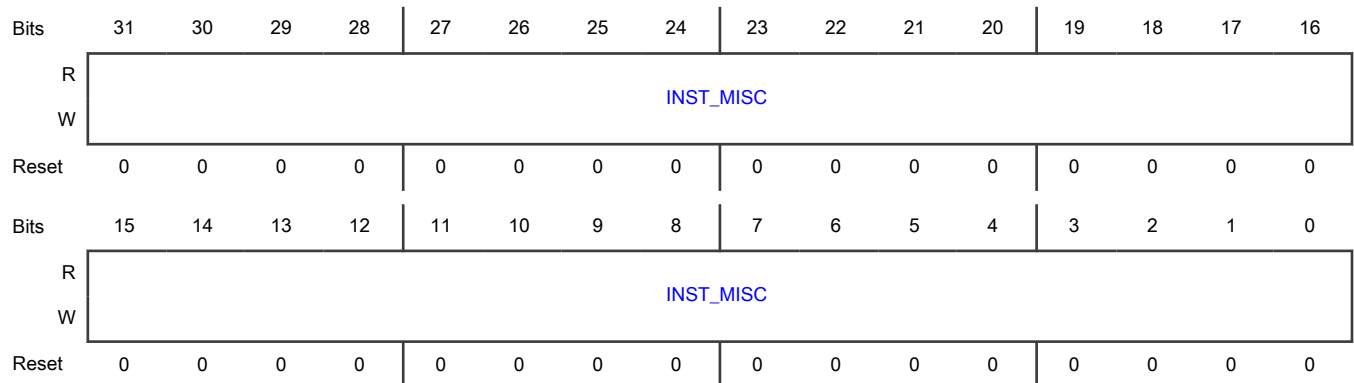 Bits 31 30 29 28 27 26 25 24 23 22 21 20 19 18 17 16
R
INST_MISC
W
Reset 0 0 0 0 0 0 0 0 0 0 0 0 0 0 0 0
Bits 15 14 13 12 11 10 9 8 7 6 5 4 3 2 1 0
R
INST_MISC
W
Reset 0 0 0 0 0 0 0 0 0 0 0 0 0 0 0 0